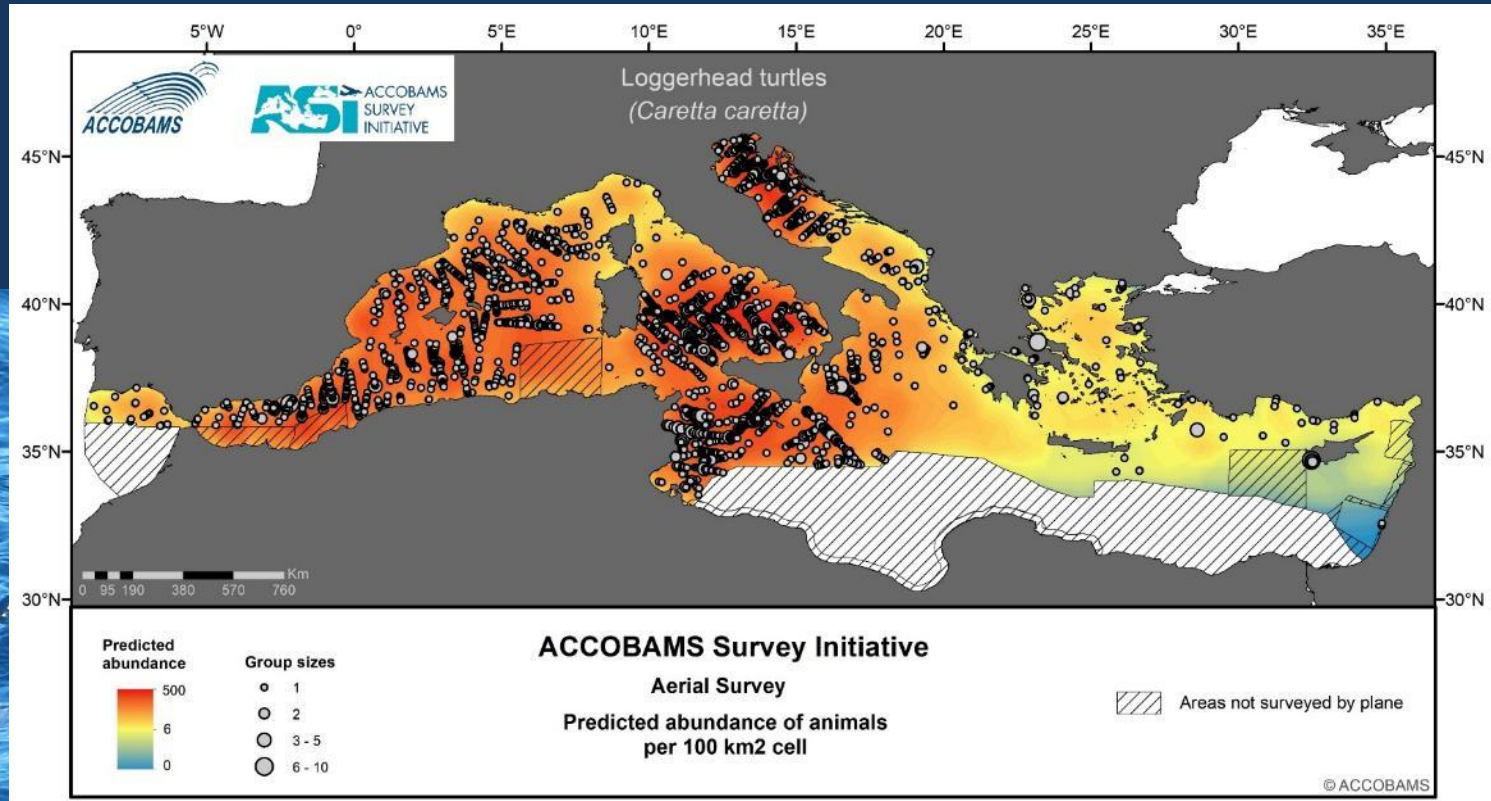 5°W 0° 5°E 10°E 15°E 20°E 25°E 30°E 35°E
ACCOBAMS
ASI
ACCOBAMS
SURVEY
INITIATIVE
Loggerhead turtles
(Caretta caretta)
45°N 45°N
40°N 40°N
35°N 35°N
30°N 30°N
Km
0 95 190 380 570 760
Predicted
abundance
500
6
0
Group sizes
1
2
3 - 5
6 - 10
ACCOBAMS Survey Initiative
Aerial Survey
Predicted abundance of animals
per 100 km2 cell
Areas not surveyed by plane
© ACCOBAMS